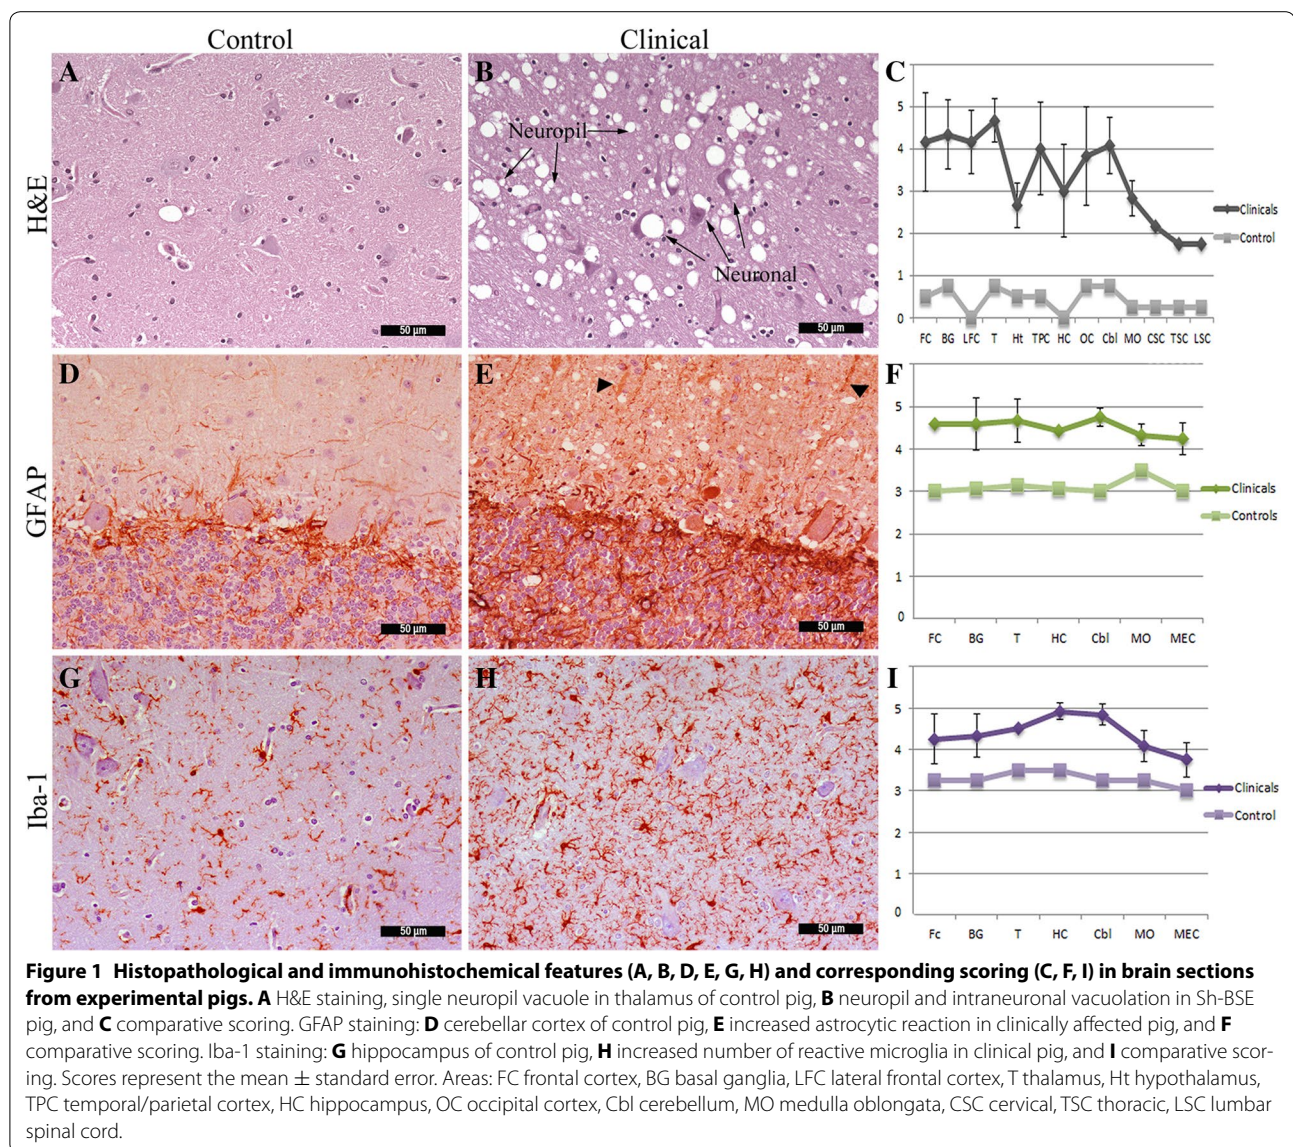 Control
Clinical
H&E
A
50 µm
B
Neuropil
Neuronal
50 µm
C
5
4
3
2
1
0
FC BG LFC T Ht TPC HC OC Cbl MO CSC TSC LSC
Clinicals
Control
GFAP
D
50 µm
E
50 µm
F
5
4
3
2
1
0
FC BG T HC Cbl MO MEC
Clinicals
Controls
Iba-1
G
50 µm
H
50 µm
I
5
4
3
2
1
0
Fc BG T HC Cbl MO MEC
Clinicals
Control
Figure 1 Histopathological and immunohistochemical features (A, B, D, E, G, H) and corresponding scoring (C, F, I) in brain sections
from experimental pigs. A H&E staining, single neuropil vacuole in thalamus of control pig, B neuropil and intraneuronal vacuolation in Sh-BSE
pig, and C comparative scoring. GFAP staining: D cerebellar cortex of control pig, E increased astrocytic reaction in clinically affected pig, and F
comparative scoring. Iba-1 staining: G hippocampus of control pig, H increased number of reactive microglia in clinical pig, and I comparative scor-
ing. Scores represent the mean ± standard error. Areas: FC frontal cortex, BG basal ganglia, LFC lateral frontal cortex, T thalamus, Ht hypothalamus,
TPC temporal/parietal cortex, HC hippocampus, OC occipital cortex, Cbl cerebellum, MO medulla oblongata, CSC cervical, TSC thoracic, LSC lumbar
spinal cord.